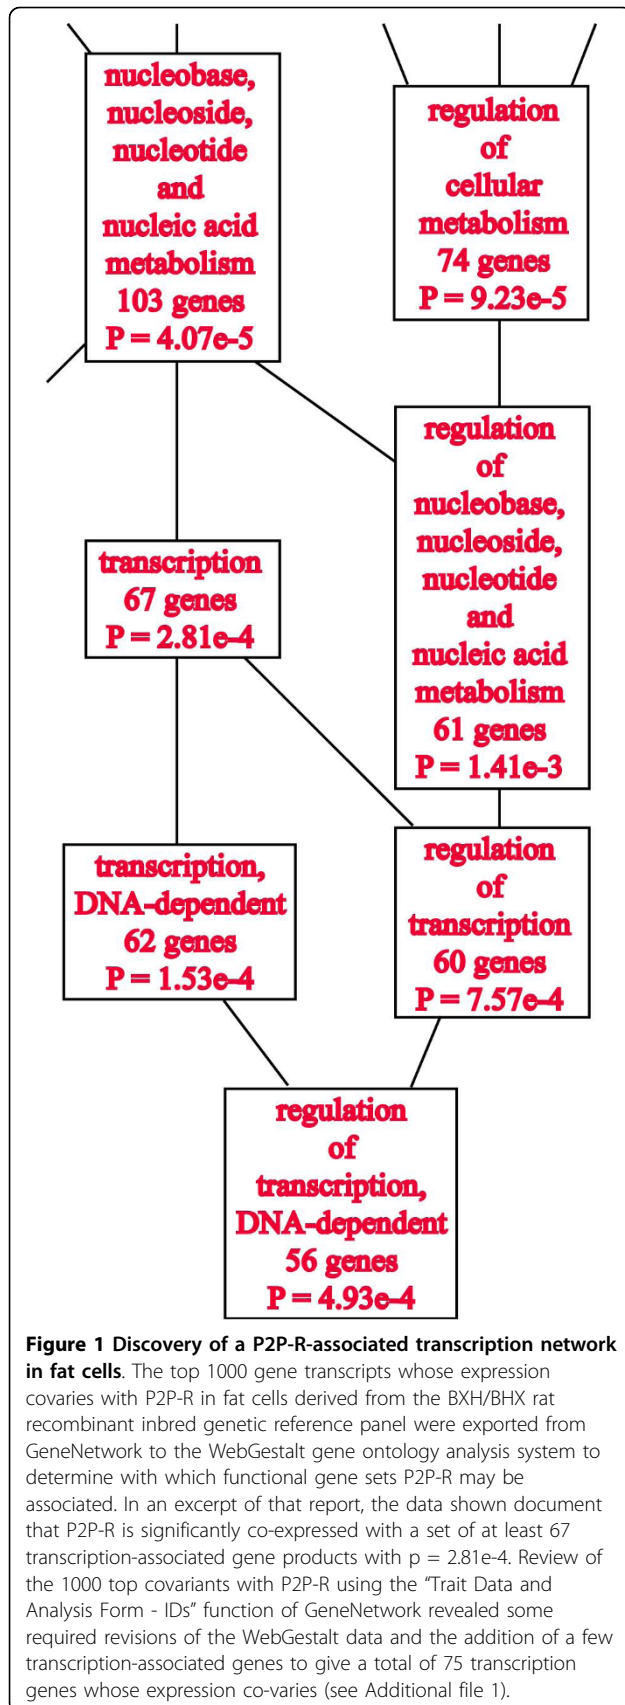 nucleobase,
nucleoside,
nucleotide
and
nucleic acid
metabolism
103 genes
P = 4.07e-5
regulation
of
cellular
metabolism
74 genes
P = 9.23e-5
regulation
of
nucleobase,
nucleoside,
nucleotide
and
nucleic acid
metabolism
61 genes
P = 1.41e-3
transcription
67 genes
P = 2.81e-4
transcription,
DNA-dependent
62 genes
P = 1.53e-4
regulation
of
transcription
60 genes
P = 7.57e-4
regulation
of
transcription,
DNA-dependent
56 genes
P = 4.93e-4
Figure 1 Discovery of a P2P-R-associated transcription network
in fat cells. The top 1000 gene transcripts whose expression
covaries with P2P-R in fat cells derived from the BXH/BHX rat
recombinant inbred genetic reference panel were exported from
GeneNetwork to the WebGestalt gene ontology analysis system to
determine with which functional gene sets P2P-R may be
associated. In an excerpt of that report, the data shown document
that P2P-R is significantly co-expressed with a set of at least 67
transcription-associated gene products with p = 2.81e-4. Review of
the 1000 top covariants with P2P-R using the “Trait Data and
Analysis Form - IDs” function of GeneNetwork revealed some
required revisions of the WebGestalt data and the addition of a few
transcription-associated genes to give a total of 75 transcription
genes whose expression co-varies (see Additional file 1).